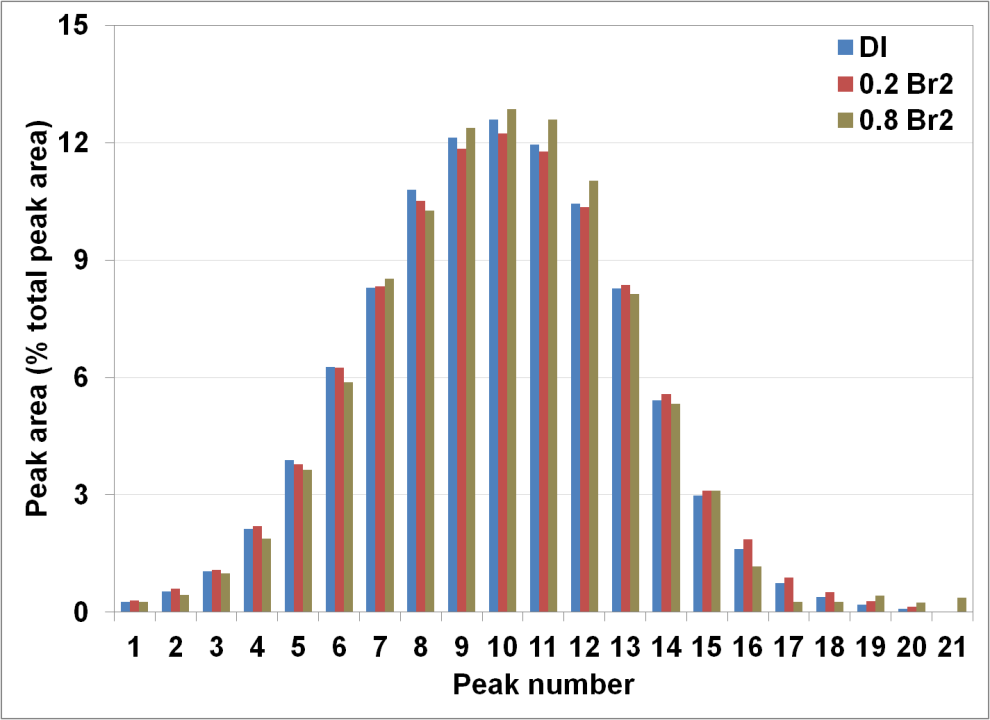 15
12
9
6
3
0
Peak area (% total peak area)
DI
0.2 Br2
0.8 Br2
1 2 3 4 5 6 7 8 9 10 11 12 13 14 15 16 17 18 19 20 21
Peak number